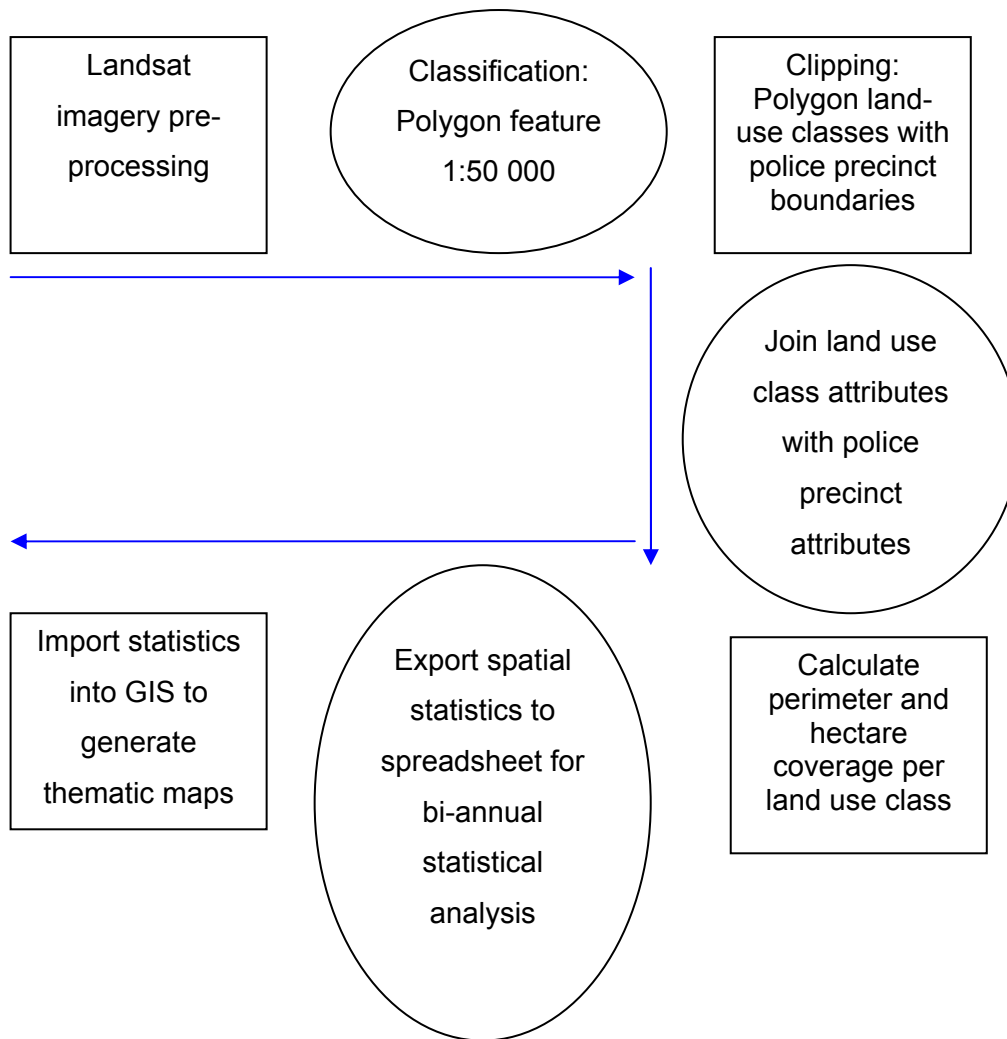 Landsat
imagery pre-
processing
Classification:
Polygon feature
1:50 000
Clipping:
Polygon land-
use classes with
police precinct
boundaries
Join land use
class attributes
with police
precinct
attributes
Calculate
perimeter and
hectare
coverage per
land use class
Export spatial
statistics to
spreadsheet for
bi-annual
statistical
analysis
Import statistics
into GIS to
generate
thematic maps